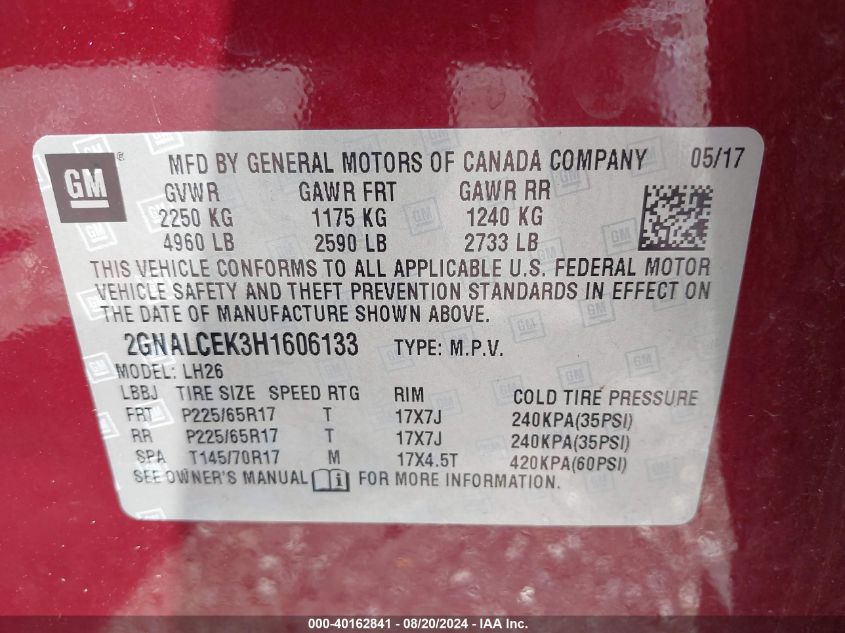 GM ® MFD BY GENERAL MOTORS OF CANADA COMPANY 05/17
GVWR GAWR FRT GAWR RR
2250 KG 1175 KG 1240 KG
4960 LB 2590 LB 2733 LB
THIS VEHICLE CONFORMS TO ALL APPLICABLE U.S. FEDERAL MOTOR
VEHICLE SAFETY AND THEFT PREVENTION STANDARDS IN EFFECT ON
THE DATE OF MANUFACTURE SHOWN ABOVE.
2GNALCEK3H1606133 TYPE: M.P.V.
MODEL: LH26
LBBJ TIRE SIZE SPEED RTG RIM COLD TIRE PRESSURE
FRT P225/65R17 T 17X7J 240KPA(35PSI)
RR P225/65R17 T 17X7J 240KPA(35PSI)
SPA T145/70R17 M 17X4.5T 420KPA(60PSI)
SEE OWNER'S MANUAL i FOR MORE INFORMATION.
000-40162841 - 08/20/2024 - IAA Inc.